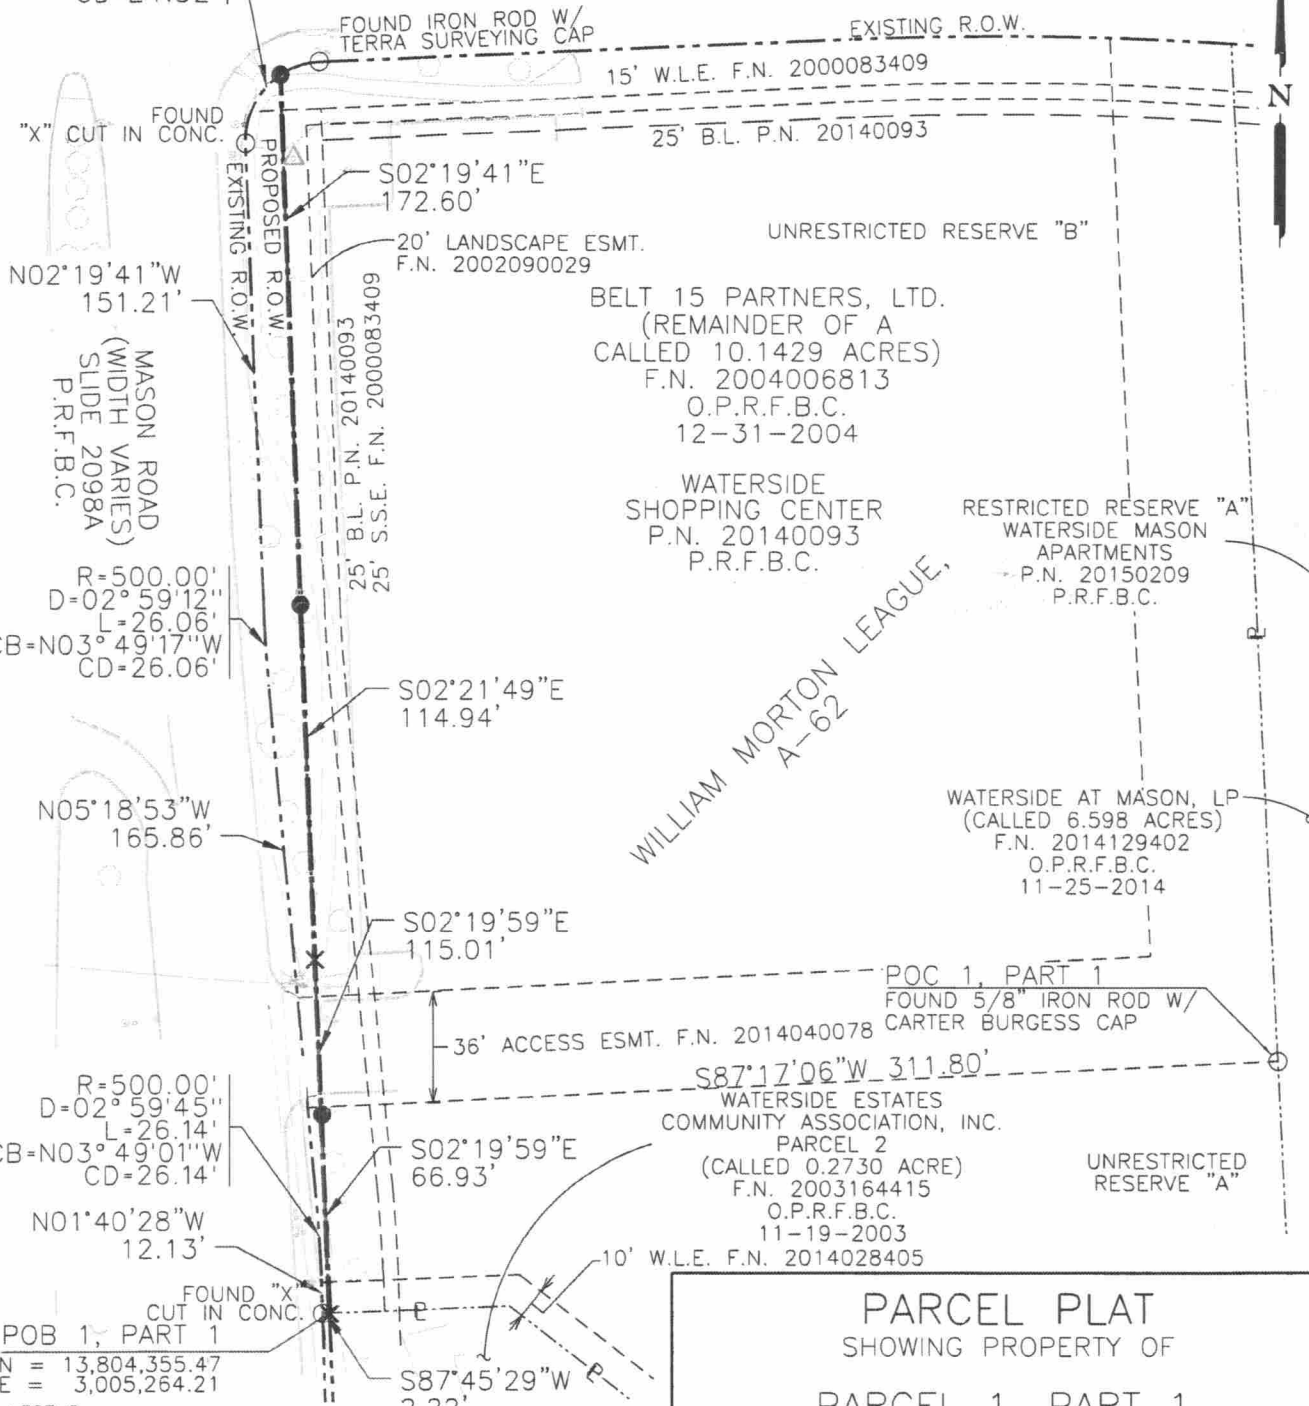 FOUND IRON ROD W/
TERRA SURVEYING CAP
EXISTING R.O.W.
15' W.L.E. F.N. 2000083409
N
FOUND
"X" CUT IN CONC.
25' B.L. P.N. 20140093
PROPOSED R.O.W.
EXISTING R.O.W.
S02°19'41"E
172.60'
20' LANDSCAPE ESMT.
F.N. 2002090029
UNRESTRICTED RESERVE "B"
N02°19'41"W
151.21'
BELT 15 PARTNERS, LTD.
(REMAINDER OF A
CALLED 10.1429 ACRES)
F.N. 2004006813
O.P.R.F.B.C.
12-31-2004
25' B.L. P.N. 20140093
25' S.S.E. F.N. 2000083409
MASON ROAD
(WIDTH VARIES)
SLIDE 2098A
P.R.F.B.C.
WATERSIDE
SHOPPING CENTER
P.N. 20140093
P.R.F.B.C.
RESTRICTED RESERVE "A"
WATERSIDE MASON
APARTMENTS
P.N. 20150209
P.R.F.B.C.
R=500.00'
D=02°59'12"
L=26.06'
CB=N03°49'17"W
CD=26.06'
WILLIAM MORTON LEAGUE,
A-62
S02°21'49"E
114.94'
N05°18'53"W
165.86'
WATERSIDE AT MASON, LP
(CALLED 6.598 ACRES)
F.N. 2014129402
O.P.R.F.B.C.
11-25-2014
S02°19'59"E
115.01'
POC 1, PART 1
FOUND 5/8" IRON ROD W/
CARTER BURGESS CAP
36' ACCESS ESMT. F.N. 2014040078
S87°17'06"W 311.80'
R=500.00'
D=02°59'45"
L=26.14'
CB=N03°49'01"W
CD=26.14'
WATERSIDE ESTATES
COMMUNITY ASSOCIATION, INC.
PARCEL 2
(CALLED 0.2730 ACRE)
F.N. 2003164415
O.P.R.F.B.C.
11-19-2003
S02°19'59"E
66.93'
UNRESTRICTED
RESERVE "A"
N01°40'28"W
12.13'
10' W.L.E. F.N. 2014028405
FOUND "X"
CUT IN CONC.
POB 1, PART 1
N = 13,804,355.47
E = 3,005,264.21
S87°45'29"W
PARCEL PLAT
SHOWING PROPERTY OF
PARCEL 1, PART 1